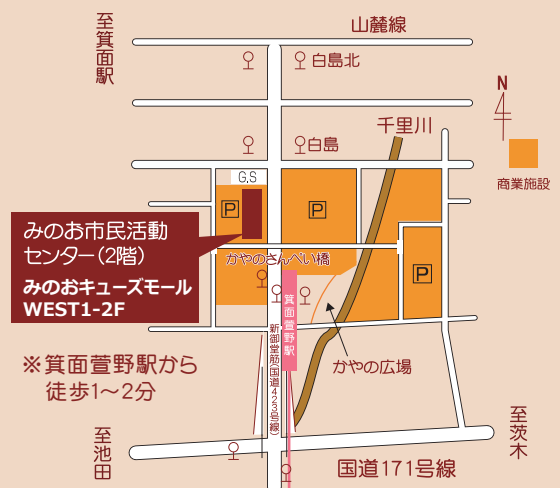 至箕面駅
山麓線
白島北
N
千里川
白島
商業施設
G.S
P
P
みのお市民活動
センター(2階)
みのおキューズモール
WEST1-2F
かやのさんぺい橋
P
箕面萱野駅
新御堂筋(国道423号線)
かやの広場
※箕面萱野駅から
徒歩1~2分
至茨木
至池田
国道171号線